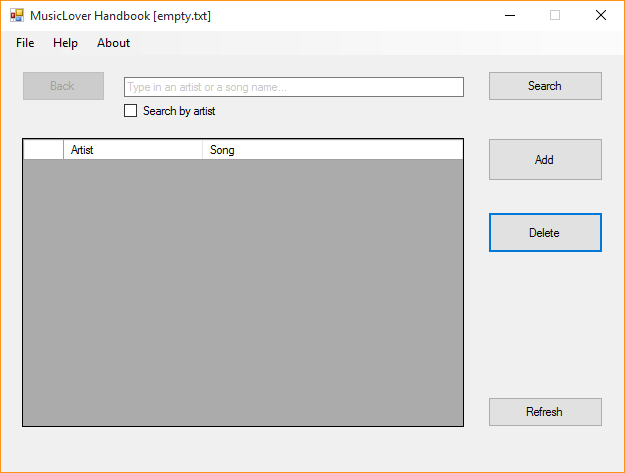 MusicLover Handbook [empty.txt]
File Help About
Back Type in an artist or a song name... Search
Search by artist
Artist Song
Add
Delete
Refresh